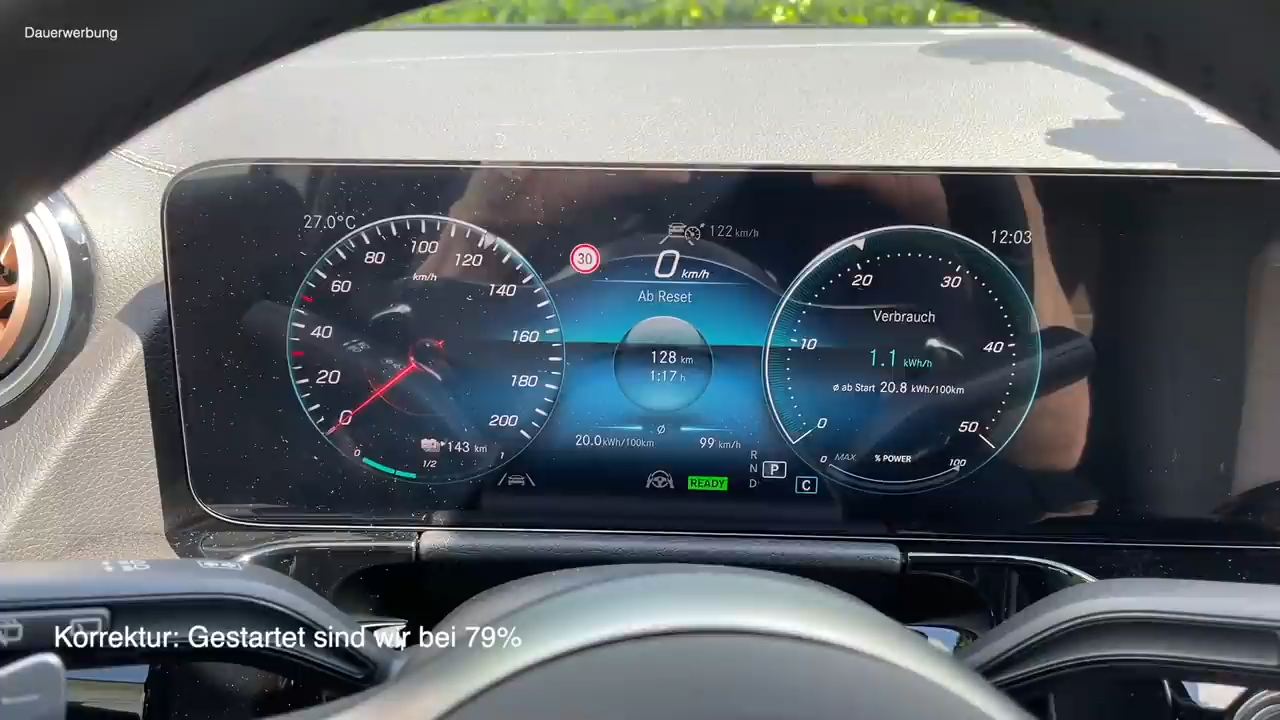 Dauerwerbung
27.0°C
122 km/h
12:03
30
0 km/h
Ab Reset
128 km
1:17 h
ø
20.0 kWh/100km
99 km/h
0
20
40
60
80
100
120
140
160
180
200
km/h
143 km
0
1/2
1
READY
R
N
D
P
C
0
10
20
30
40
50
Verbrauch
1.1 kWh/h
ø ab Start 20.8 kWh/100km
0 MAX % POWER 100
Korrektur: Gestartet sind wir bei 79%